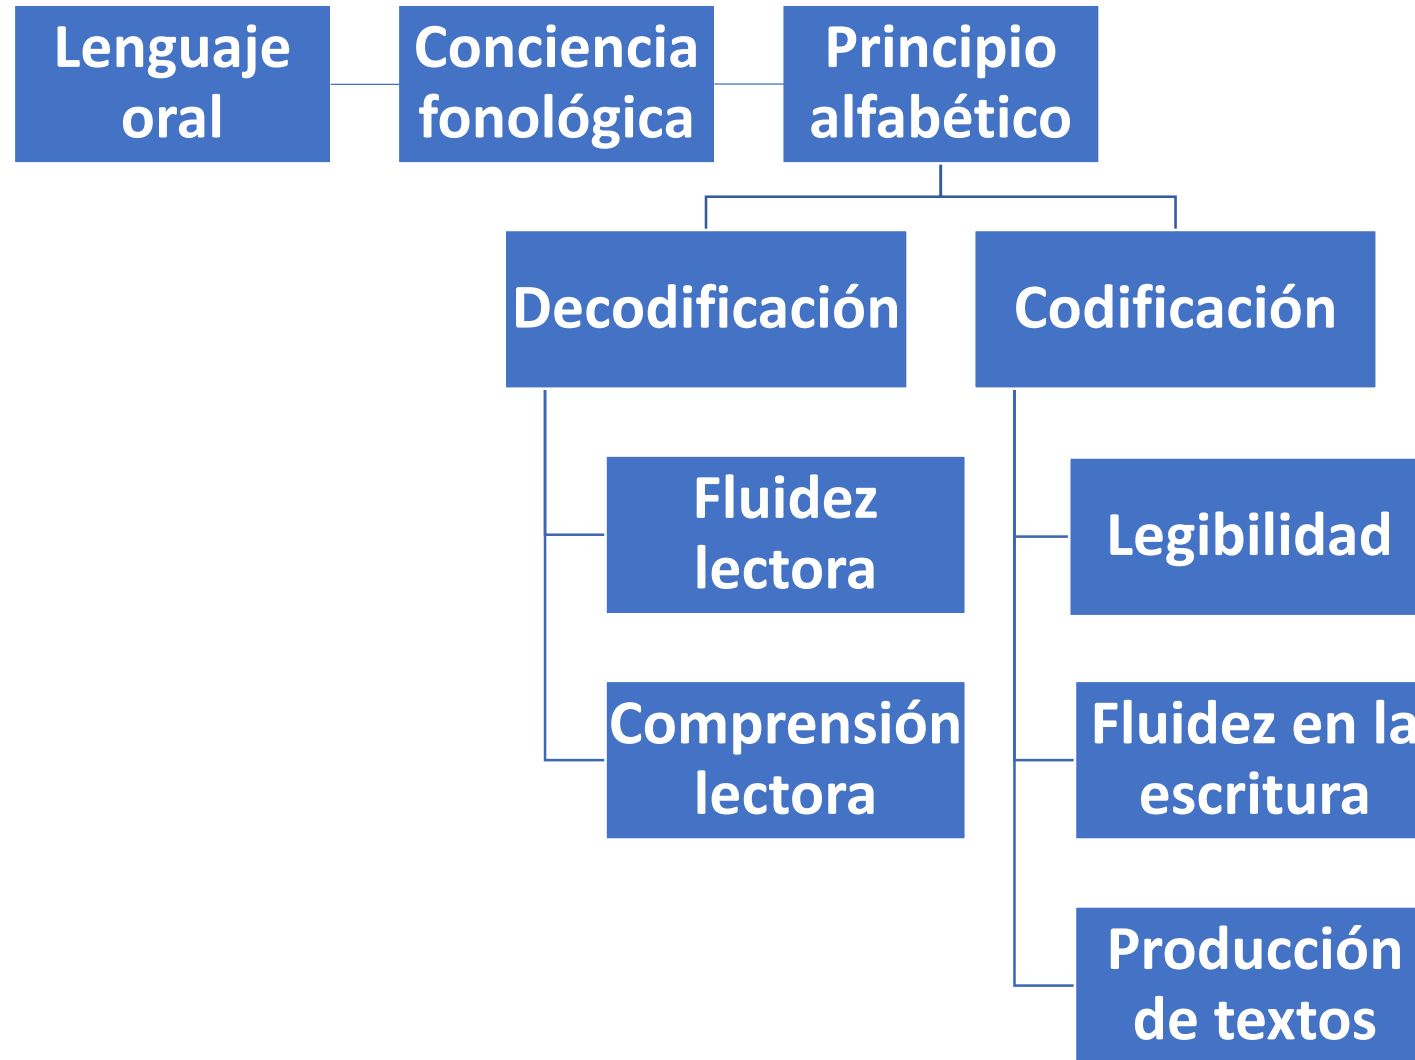 Lenguaje
oral
Conciencia
fonológica
Principio
alfabético
Decodificación
Codificación
Fluidez
lectora
Legibilidad
Comprensión
lectora
Fluidez en la
escritura
Producción
de textos